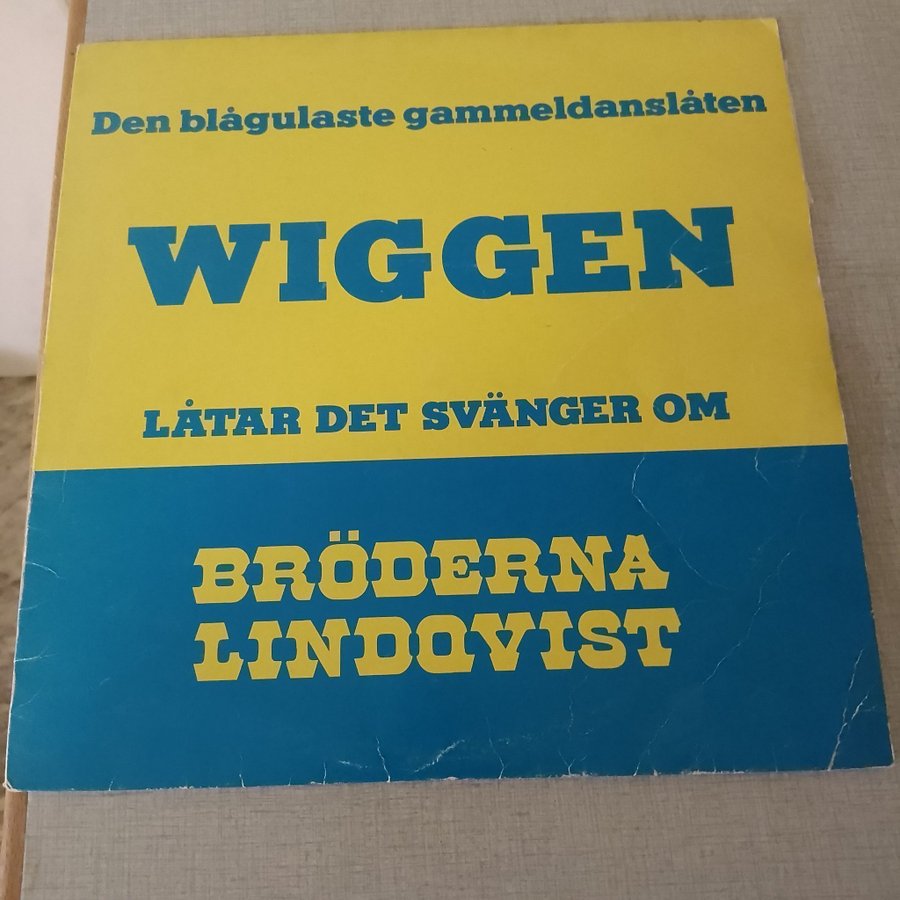 Den blågulaste gammeldanslåten
WIGGEN
LÅTAR DET SVÄNGER OM
BRÖDERNA
LINDQVIST